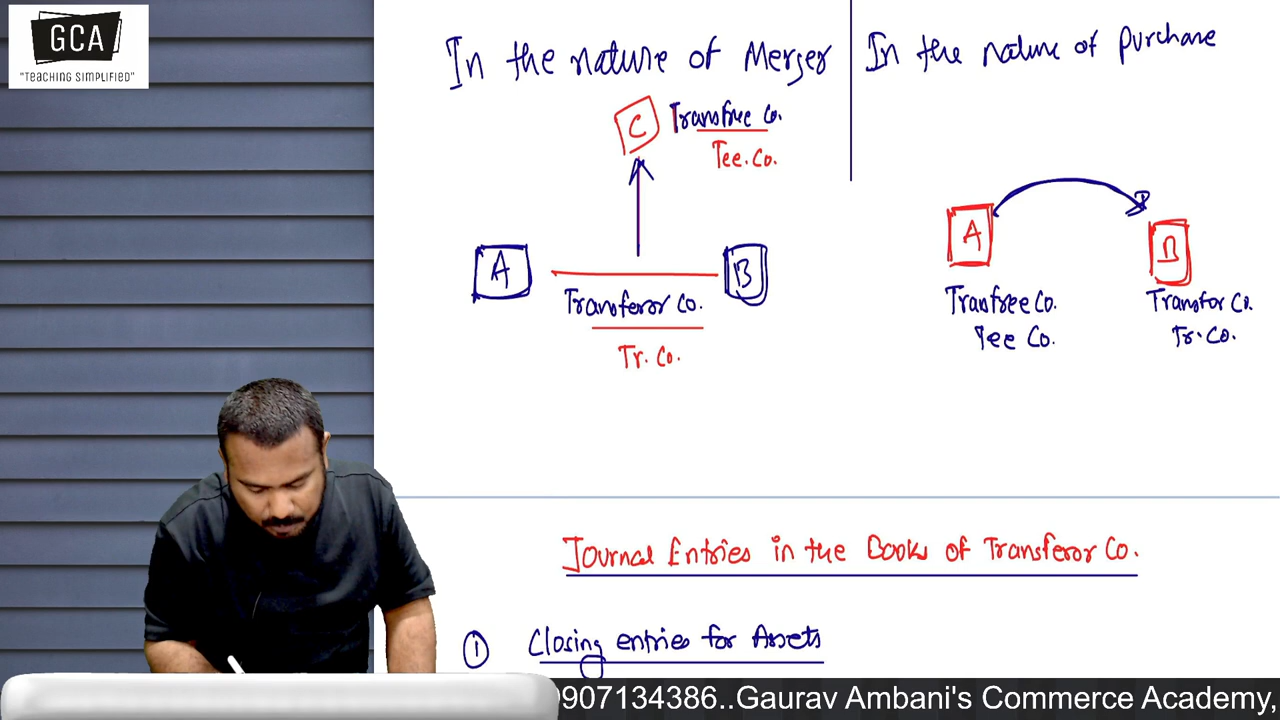 GCA
"TEACHING SIMPLIFIED"
In the nature of Merger
In the nature of purchase
C
Transfree Co.
Tee. Co.
A
B
Transferor Co.
Tr. Co.
A
B
Tranfree Co.
Tee Co.
Transfor Co.
Tr. Co.
Journal Entries in the Books of Transferor Co.
1 Closing entries for Assets
9907134386..Gaurav Ambani's Commerce Academy,